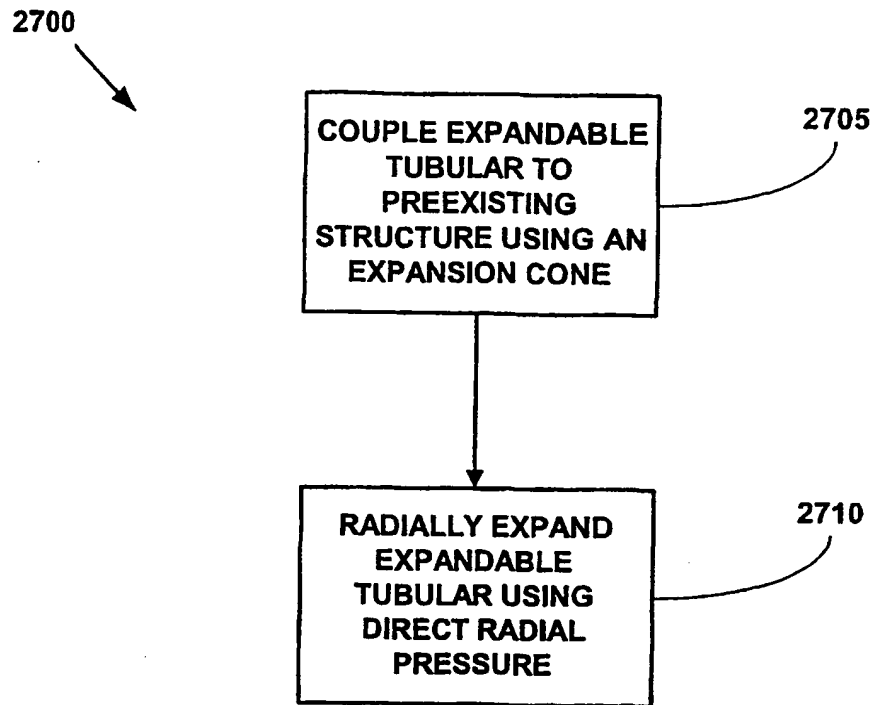 2700
COUPLE EXPANDABLE
TUBULAR TO
PREEXISTING
STRUCTURE USING AN
EXPANSION CONE
2705
RADIALLY EXPAND
EXPANDABLE
TUBULAR USING
DIRECT RADIAL
PRESSURE
2710